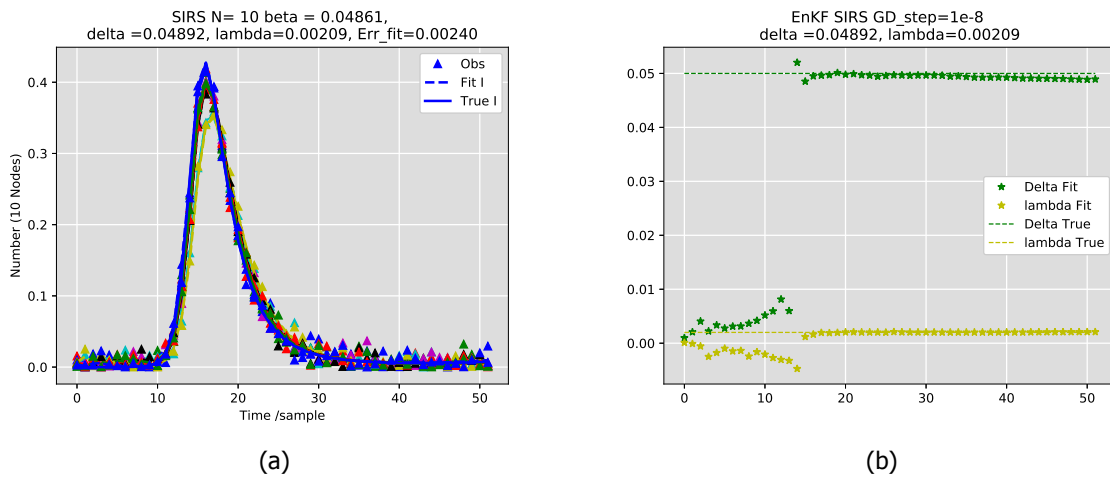 SIRS N= 10 beta = 0.04861,
delta =0.04892, lambda=0.00209, Err_fit=0.00240
Number (10 Nodes)
0.4
0.3
0.2
0.1
0.0
Obs
Fit I
True I
0
10
20
30
40
50
Time /sample
(a)
EnKF SIRS GD_step=1e-8
delta =0.04892, lambda=0.00209
0.05
0.04
0.03
0.02
0.01
0.00
Delta Fit
lambda Fit
Delta True
lambda True
0
10
20
30
40
50
(b)